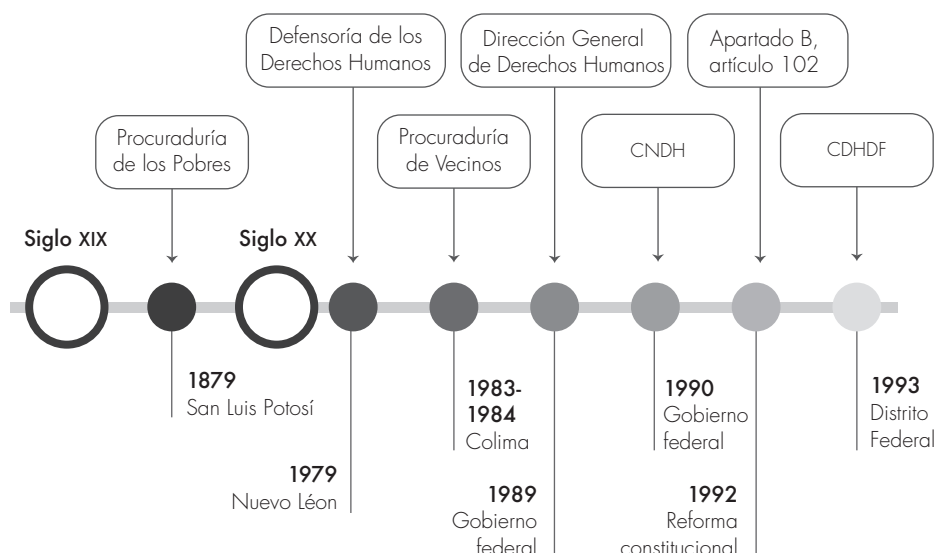 Defensoría de los
Derechos Humanos
Dirección General
de Derechos Humanos
Apartado B,
artículo 102
Procuraduría
de los Pobres
Procuraduría
de Vecinos
CNDH
CDHDF
Siglo XIX
Siglo XX
1879
San Luis Potosí
1979
Nuevo Léon
1983-
1984
Colima
1989
Gobierno
federal
1990
Gobierno
federal
1992
Reforma
constitucional
1993
Distrito
Federal